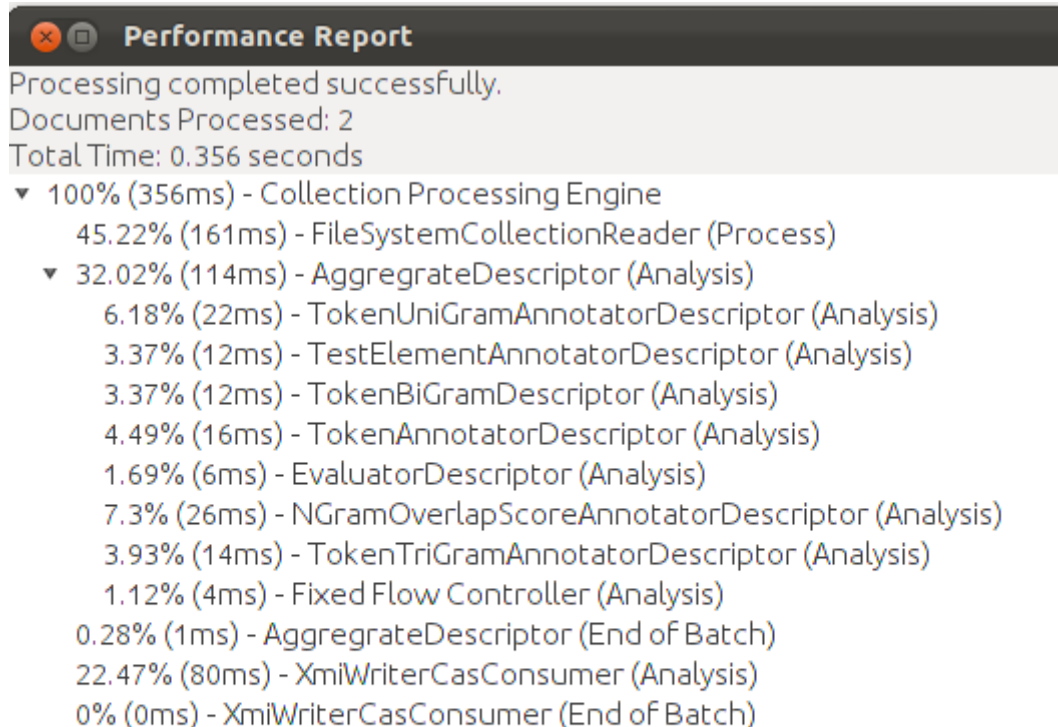 Performance Report
Processing completed successfully.
Documents Processed: 2
Total Time: 0.356 seconds
100% (356ms) - Collection Processing Engine
45.22% (161ms) - FileSystemCollectionReader (Process)
32.02% (114ms) - AggregrateDescriptor (Analysis)
6.18% (22ms) - TokenUniGramAnnotatorDescriptor (Analysis)
3.37% (12ms) - TestElementAnnotatorDescriptor (Analysis)
3.37% (12ms) - TokenBiGramDescriptor (Analysis)
4.49% (16ms) - TokenAnnotatorDescriptor (Analysis)
1.69% (6ms) - EvaluatorDescriptor (Analysis)
7.3% (26ms) - NGramOverlapScoreAnnotatorDescriptor (Analysis)
3.93% (14ms) - TokenTriGramAnnotatorDescriptor (Analysis)
1.12% (4ms) - Fixed Flow Controller (Analysis)
0.28% (1ms) - AggregrateDescriptor (End of Batch)
22.47% (80ms) - XmiWriterCasConsumer (Analysis)
0% (0ms) - XmiWriterCasConsumer (End of Batch)